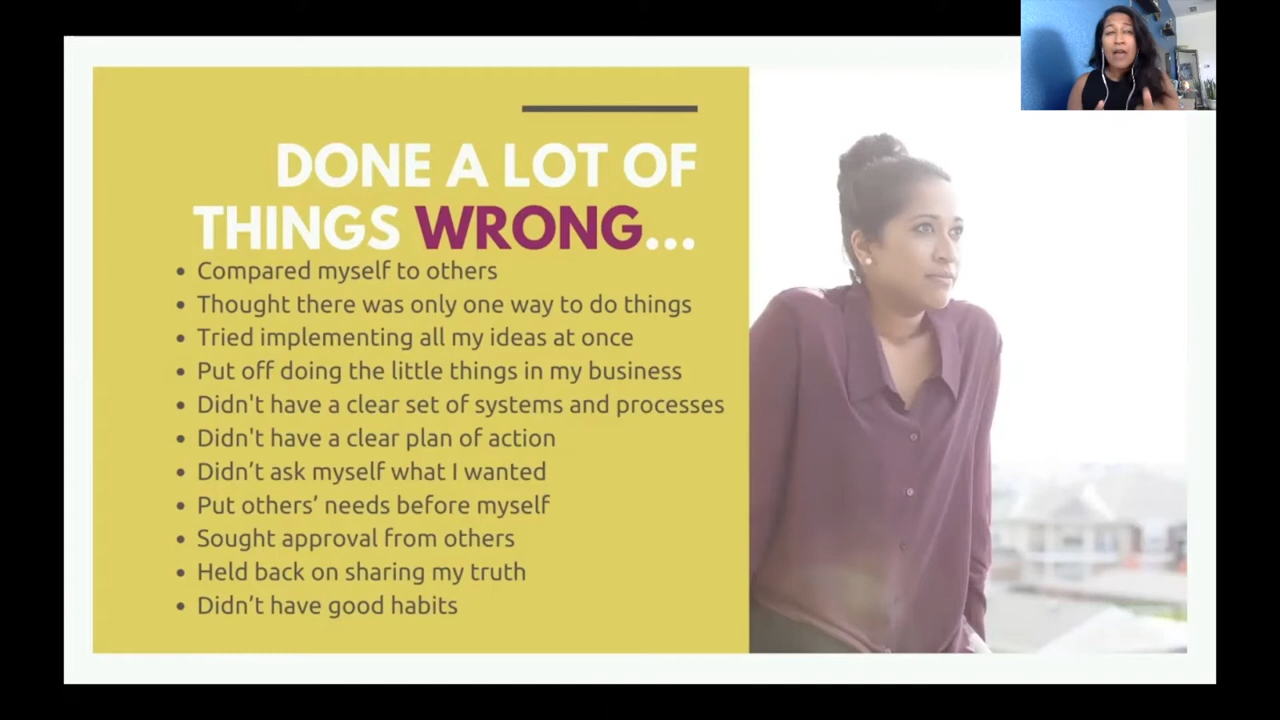 DONE A LOT OF
THINGS WRONG...
• Compared myself to others
• Thought there was only one way to do things
• Tried implementing all my ideas at once
• Put off doing the little things in my business
• Didn't have a clear set of systems and processes
• Didn't have a clear plan of action
• Didn’t ask myself what I wanted
• Put others’ needs before myself
• Sought approval from others
• Held back on sharing my truth
• Didn’t have good habits